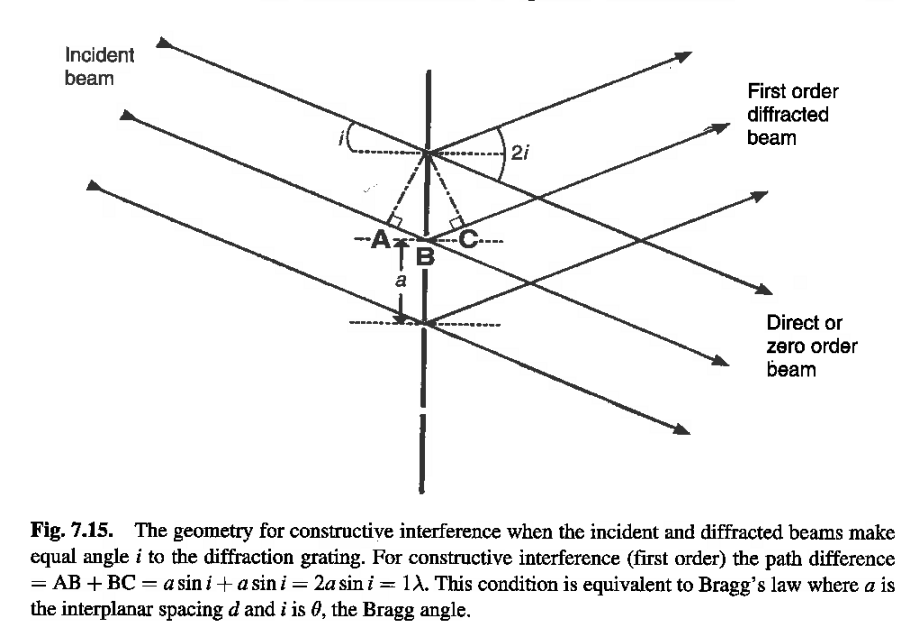 Incident
beam
First order
diffracted
beam
i
2i
A
C
B
a
Direct or
zero order
beam
Fig. 7.15. The geometry for constructive interference when the incident and diffracted beams make
equal angle i to the diffraction grating. For constructive interference (first order) the path difference
= AB + BC = a sin i + a sin i = 2a sin i = 1λ. This condition is equivalent to Bragg's law where a is
the interplanar spacing d and i is θ, the Bragg angle.